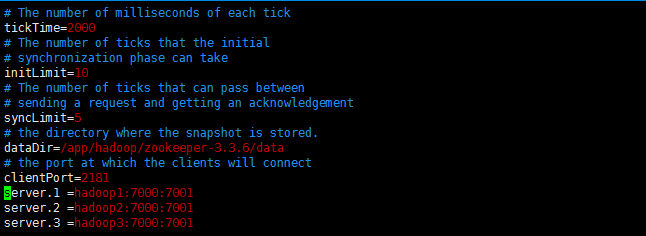 # The number of milliseconds of each tick
tickTime=2000
# The number of ticks that the initial
# synchronization phase can take
initLimit=10
# The number of ticks that can pass between
# sending a request and getting an acknowledgement
syncLimit=5
# the directory where the snapshot is stored.
dataDir=/app/hadoop/zookeeper-3.3.6/data
# the port at which the clients will connect
clientPort=2181
server.1 =hadoop1:7000:7001
server.2 =hadoop2:7000:7001
server.3 =hadoop3:7000:7001